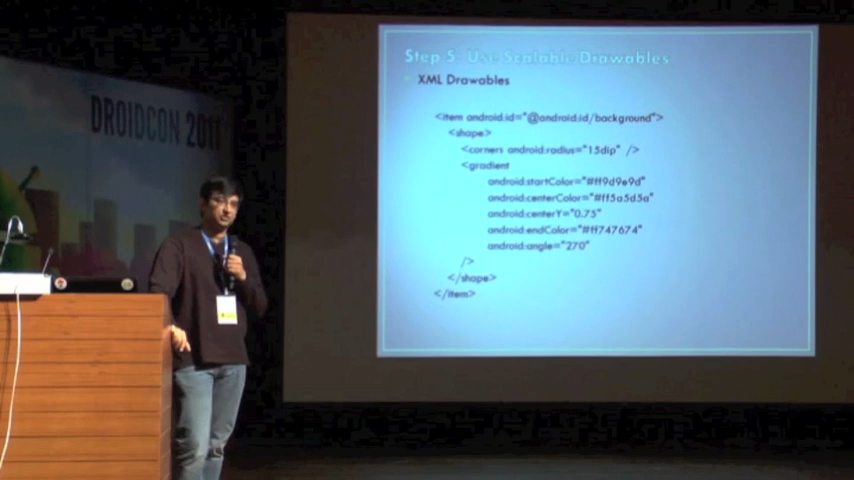 DROIDCON 2011
Step 5: Use Scalable Drawables
XML Drawables
<item android:id="@android:id/background">
<shape>
<corners android:radius="15dip" />
<gradient
android:startColor="#ff9d9e9d"
android:centerColor="#ff5a5d5a"
android:centerY="0.75"
android:endColor="#ff747674"
android:angle="270"
/>
</shape>
</item>